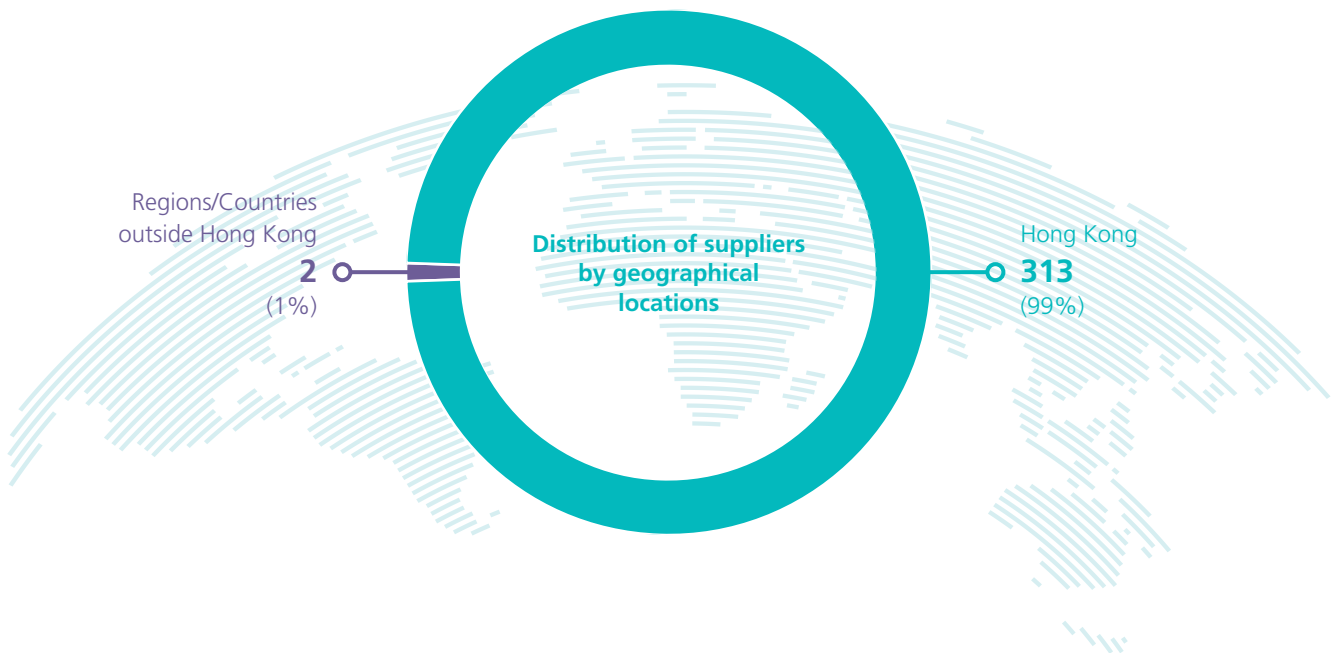 Regions/Countries
outside Hong Kong
2
(1%)
Distribution of suppliers
by geographical
locations
Hong Kong
313
(99%)